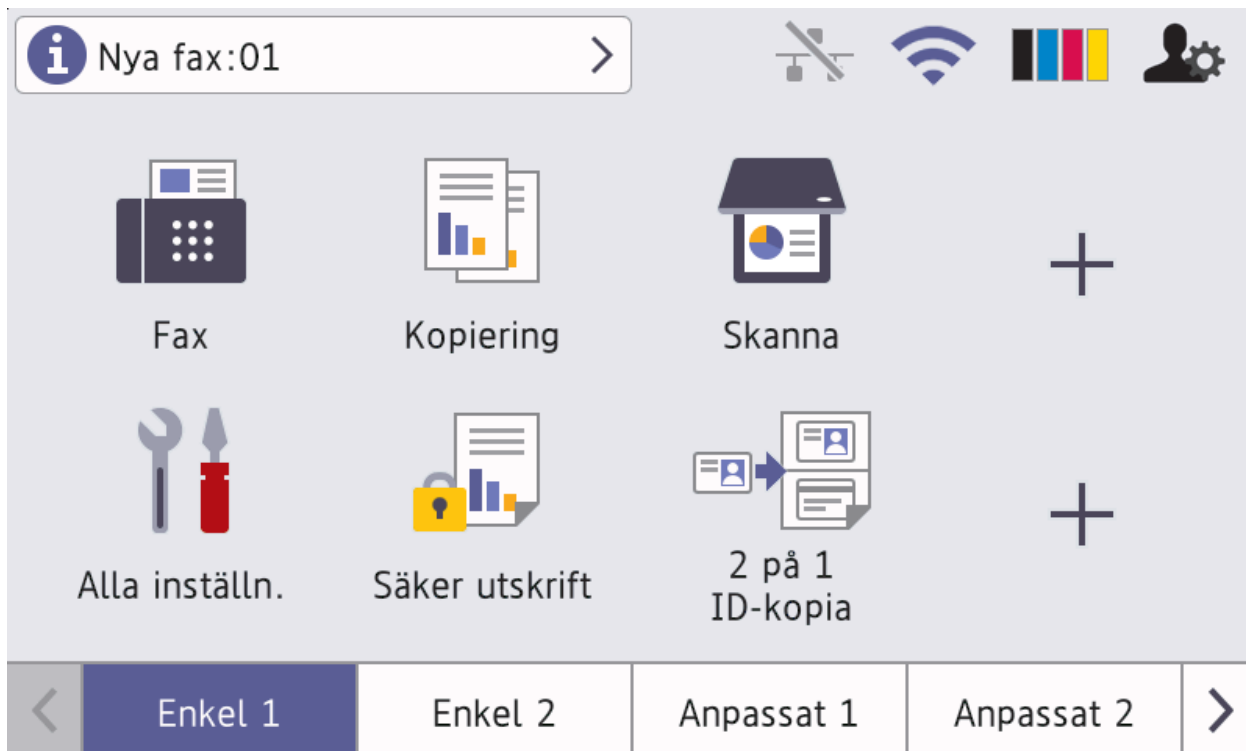 Nya fax:01
Fax
Kopiering
Skanna
Alla inställn.
Säker utskrift
2 på 1
ID-kopia
Enkel 1
Enkel 2
Anpassat 1
Anpassat 2